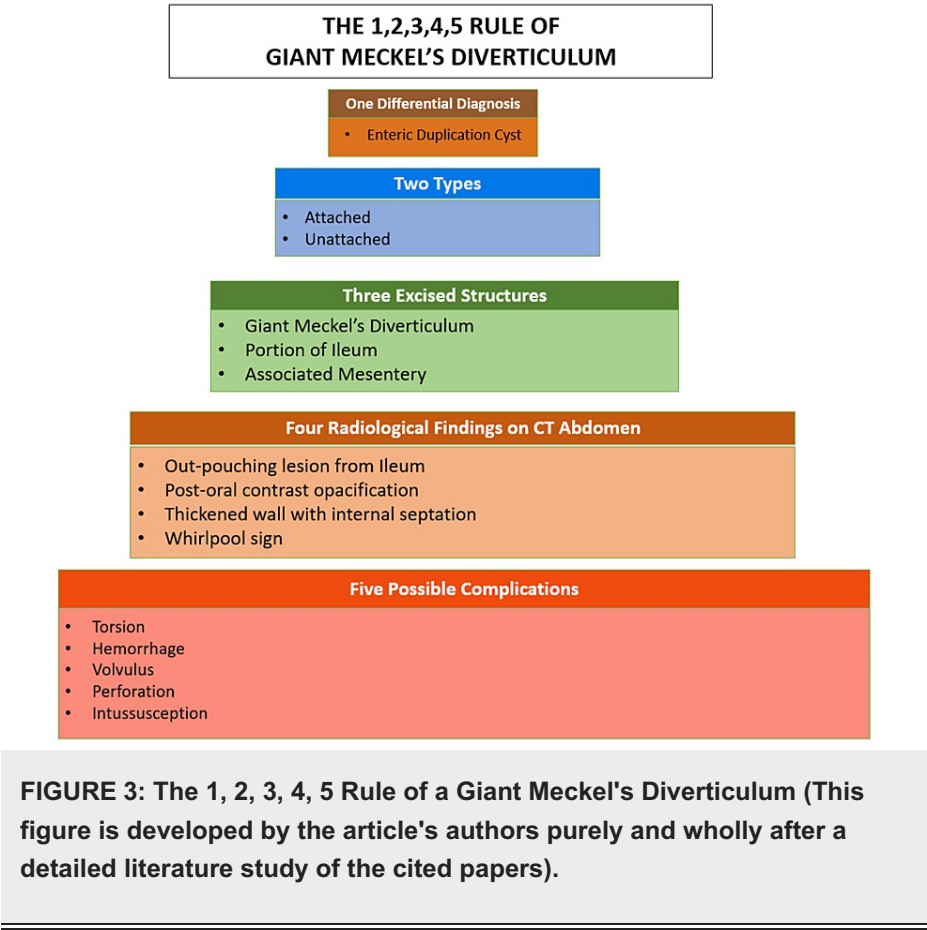 THE 1,2,3,4,5 RULE OF
GIANT MECKEL'S DIVERTICULUM
One Differential Diagnosis
• Enteric Duplication Cyst
Two Types
• Attached
• Unattached
Three Excised Structures
• Giant Meckel's Diverticulum
• Portion of Ileum
• Associated Mesentery
Four Radiological Findings on CT Abdomen
• Out-pouching lesion from Ileum
• Post-oral contrast opacification
• Thickened wall with internal septation
• Whirlpool sign
Five Possible Complications
• Torsion
• Hemorrhage
• Volvulus
• Perforation
• Intussusception
FIGURE 3: The 1, 2, 3, 4, 5 Rule of a Giant Meckel's Diverticulum (This
figure is developed by the article's authors purely and wholly after a
detailed literature study of the cited papers).